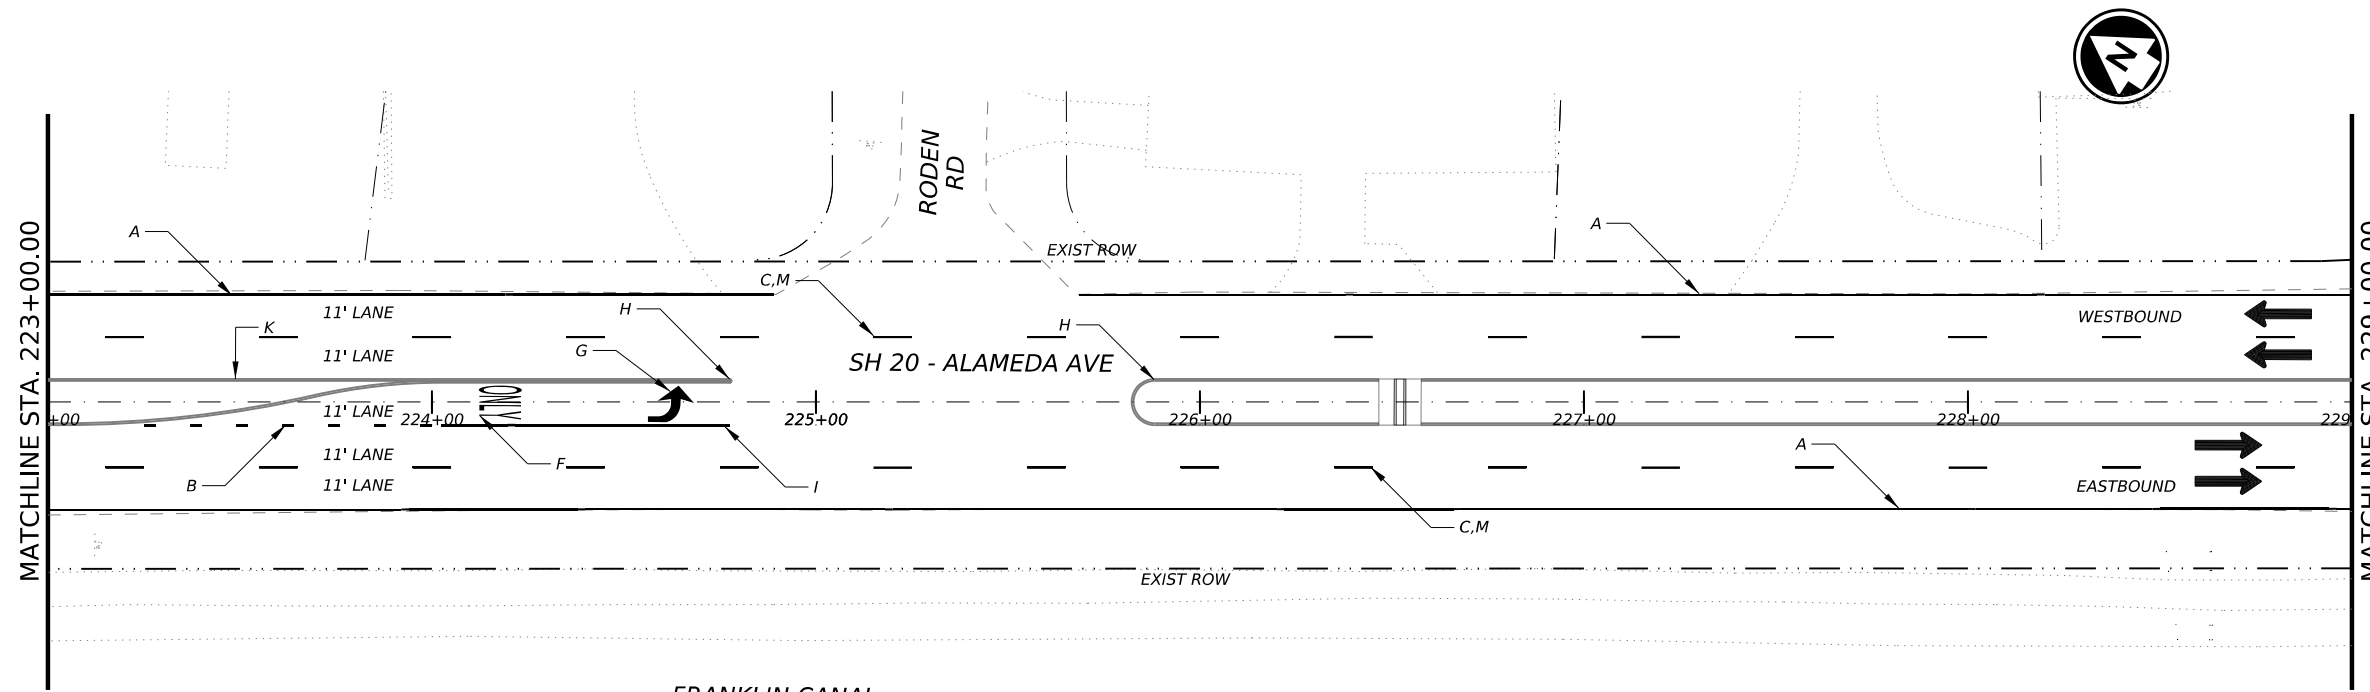 N
MATCHLINE STA. 223+00.00
RODEN
RD
A
A
EXIST ROW
C,M
11' LANE
H
H
K
WESTBOUND
G
11' LANE
SH 20 - ALAMEDA AVE
11' LANE
ONLY
+00
224+00
225+00
226+00
227+00
228+00
229
A
11' LANE
F
B
11' LANE
I
EASTBOUND
C,M
EXIST ROW
FRANKLIN CANAL